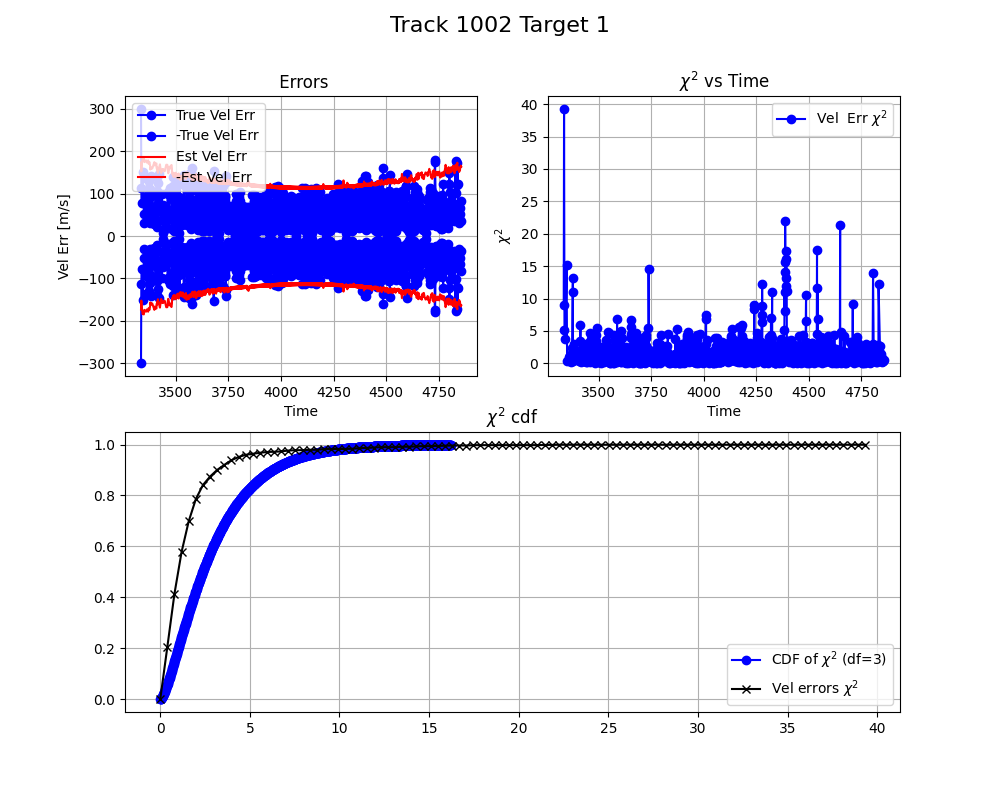 Track 1002 Target 1
Errors
True Vel Err
-True Vel Err
Est Vel Err
-Est Vel Err
300
200
100
0
−100
−200
−300
Vel Err [m/s]
3500 3750 4000 4250 4500 4750
Time
χ² vs Time
Vel Err χ²
40
35
30
25
20
15
10
5
0
χ²
3500 3750 4000 4250 4500 4750
Time
χ² cdf
1.0
0.8
0.6
0.4
0.2
0.0
CDF of χ² (df=3)
Vel errors χ²
0 5 10 15 20 25 30 35 40